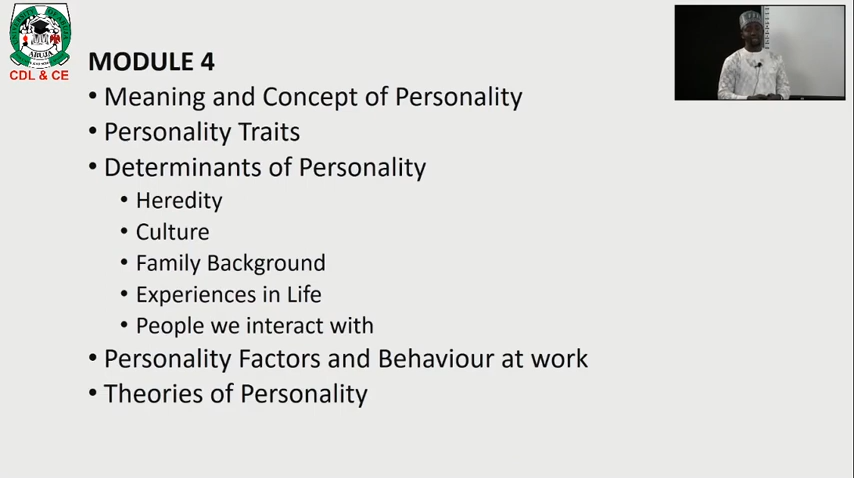 ABUJA
CDL & CE
MODULE 4
• Meaning and Concept of Personality
• Personality Traits
• Determinants of Personality
• Heredity
• Culture
• Family Background
• Experiences in Life
• People we interact with
• Personality Factors and Behaviour at work
• Theories of Personality